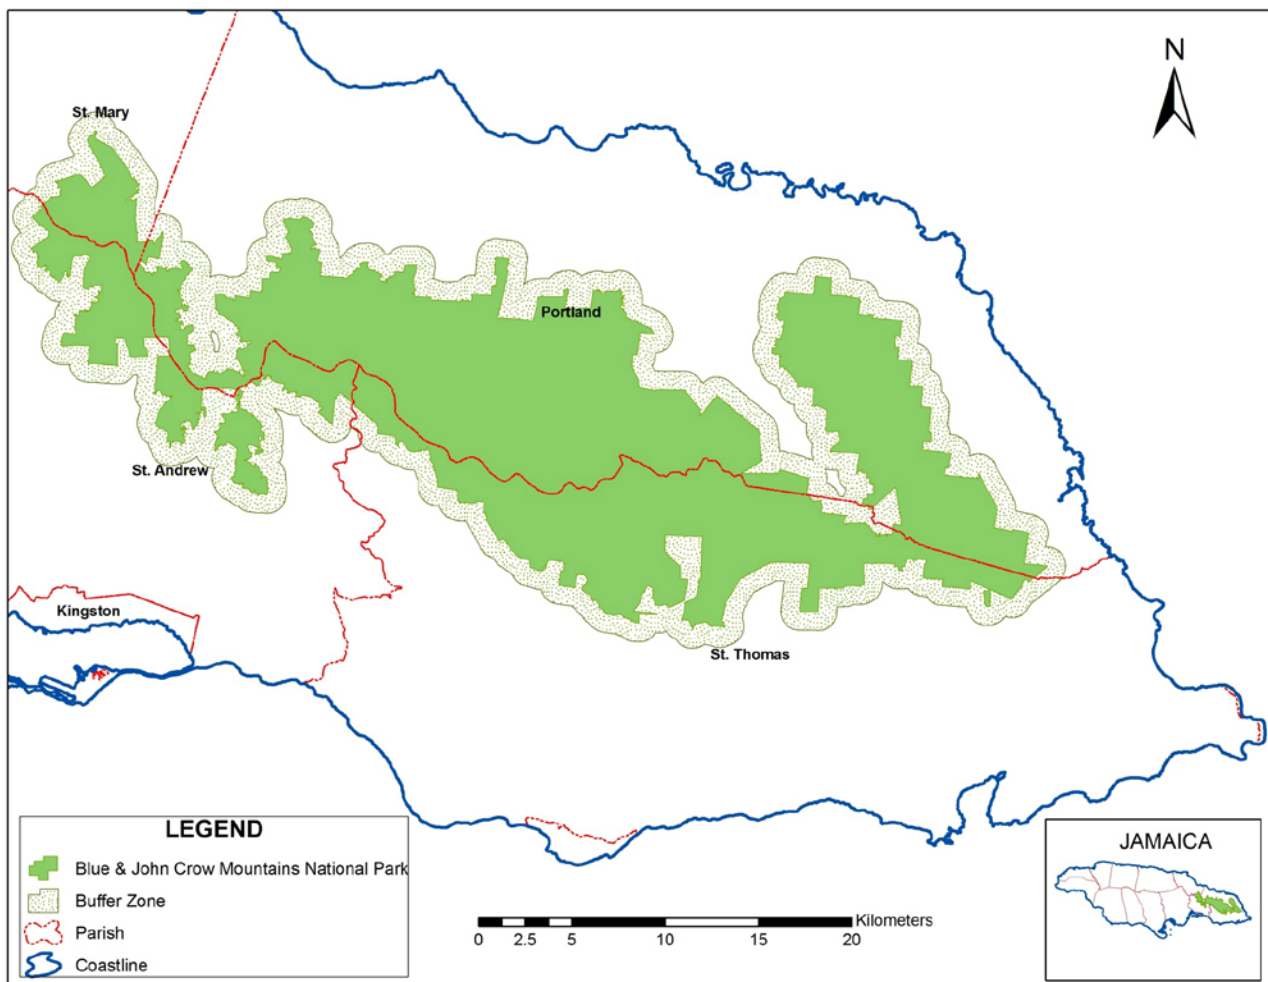 N
St. Mary
Portland
St. Andrew
Kingston
St. Thomas
LEGEND
Blue & John Crow Mountains National Park
Buffer Zone
Parish
Coastline
Kilometers
0 2.5 5 10 15 20
JAMAICA